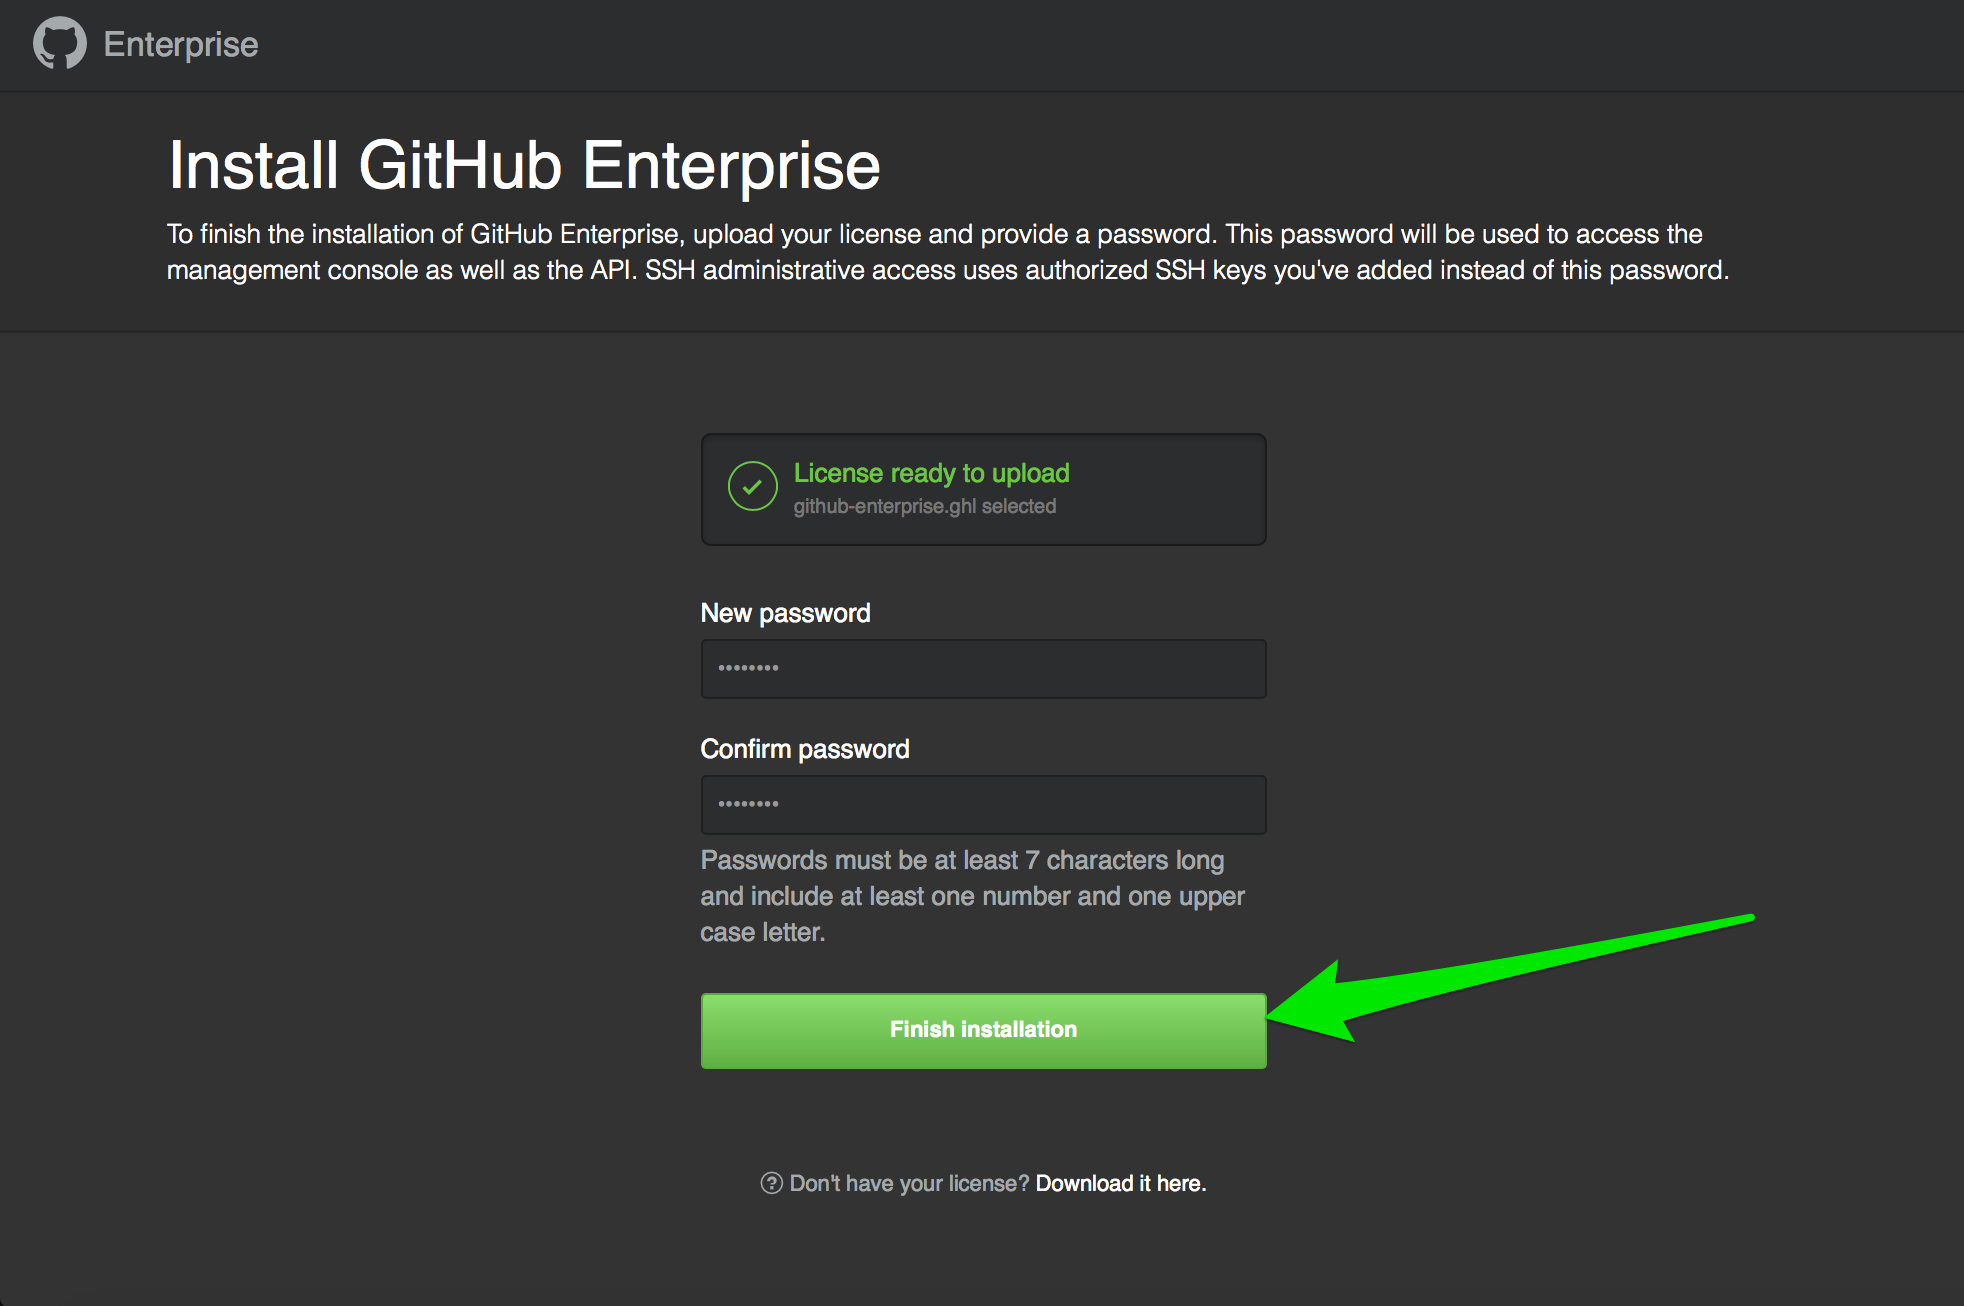 Enterprise
Install GitHub Enterprise
To finish the installation of GitHub Enterprise, upload your license and provide a password. This password will be used to access the
management console as well as the API. SSH administrative access uses authorized SSH keys you've added instead of this password.
License ready to upload
github-enterprise.ghl selected
New password
••••••••
Confirm password
••••••••
Passwords must be at least 7 characters long
and include at least one number and one upper
case letter.
Finish installation
Don't have your license? Download it here.